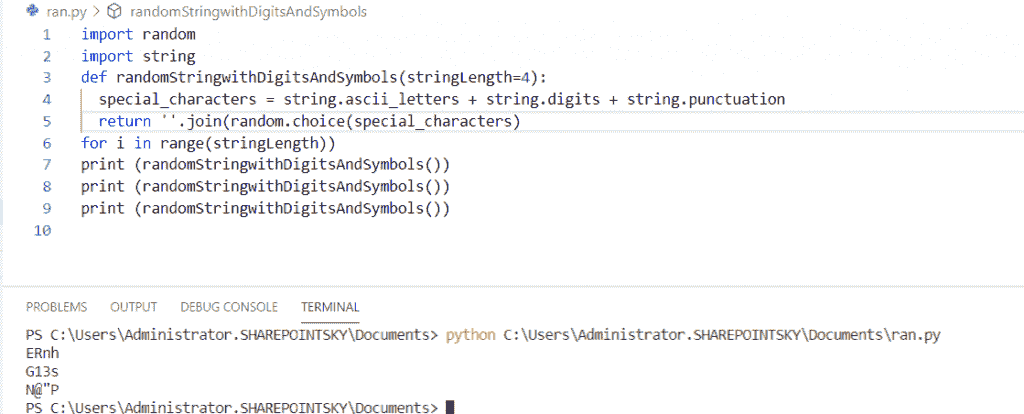 ran.py > randomStringwithDigitsAndSymbols
1 import random
2 import string
3 def randomStringwithDigitsAndSymbols(stringLength=4):
4 special_characters = string.ascii_letters + string.digits + string.punctuation
5 return ''.join(random.choice(special_characters)
6 for i in range(stringLength))
7 print (randomStringwithDigitsAndSymbols())
8 print (randomStringwithDigitsAndSymbols())
9 print (randomStringwithDigitsAndSymbols())
10
PROBLEMS OUTPUT DEBUG CONSOLE TERMINAL
PS C:\Users\Administrator.SHAREPOINTSKY\Documents> python C:\Users\Administrator.SHAREPOINTSKY\Documents\ran.py
ERnh
G13s
N@"P
PS C:\Users\Administrator.SHAREPOINTSKY\Documents>